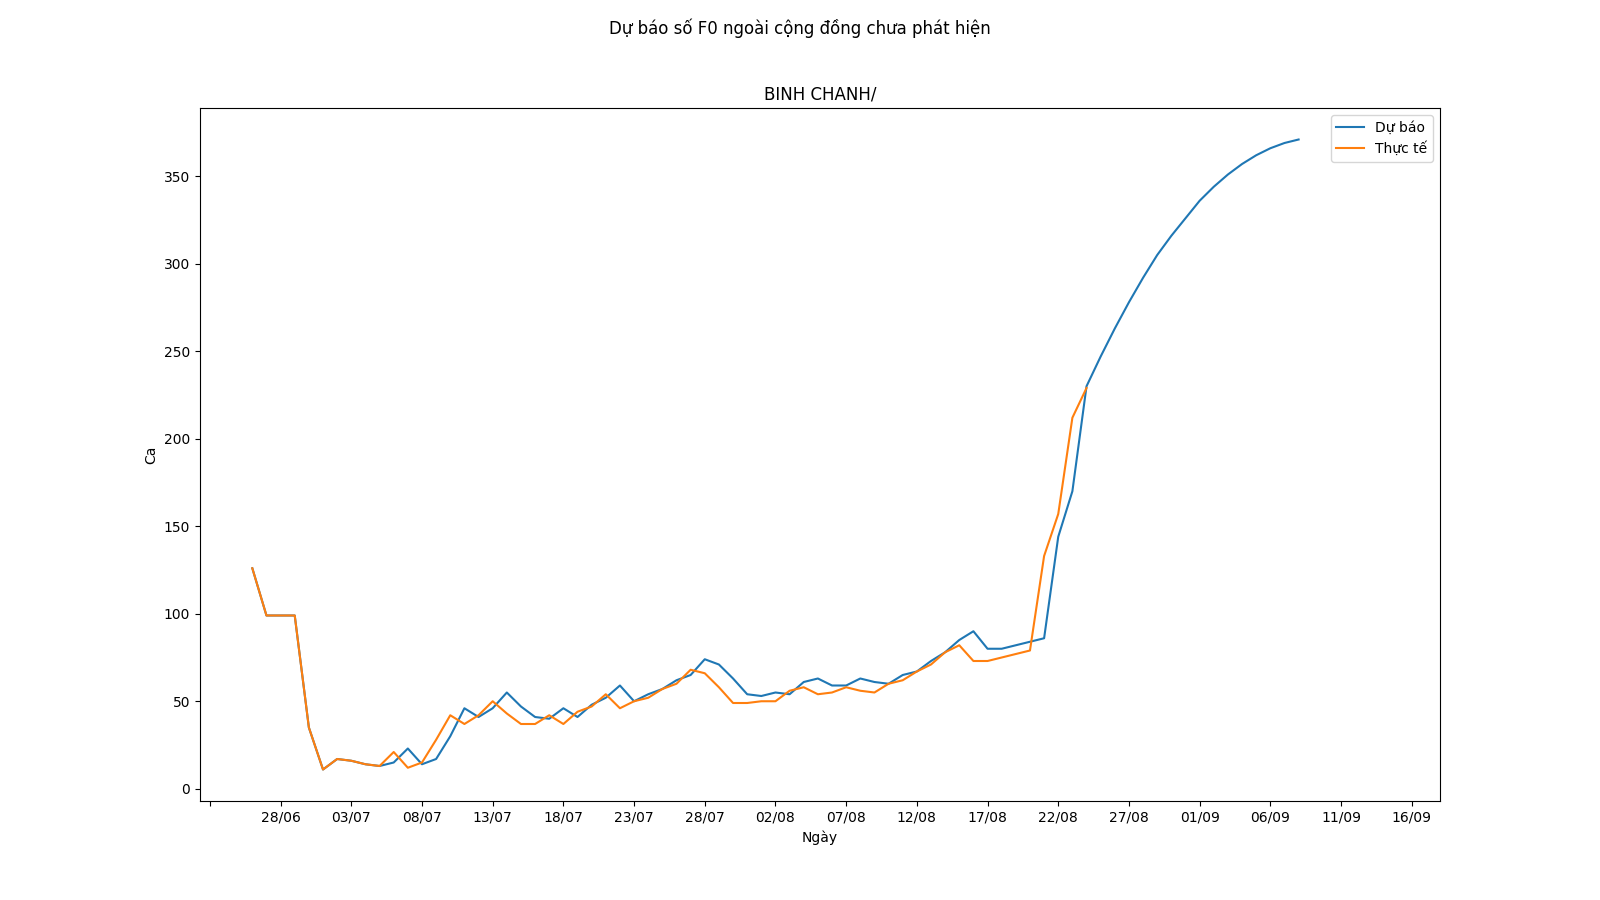 Dự báo số F0 ngoài cộng đồng chưa phát hiện
BINH CHANH/
Dự báo
Thực tế
350
300
250
200
150
100
50
0
Ca
28/06 03/07 08/07 13/07 18/07 23/07 28/07 02/08 07/08 12/08 17/08 22/08 27/08 01/09 06/09 11/09 16/09
Ngày